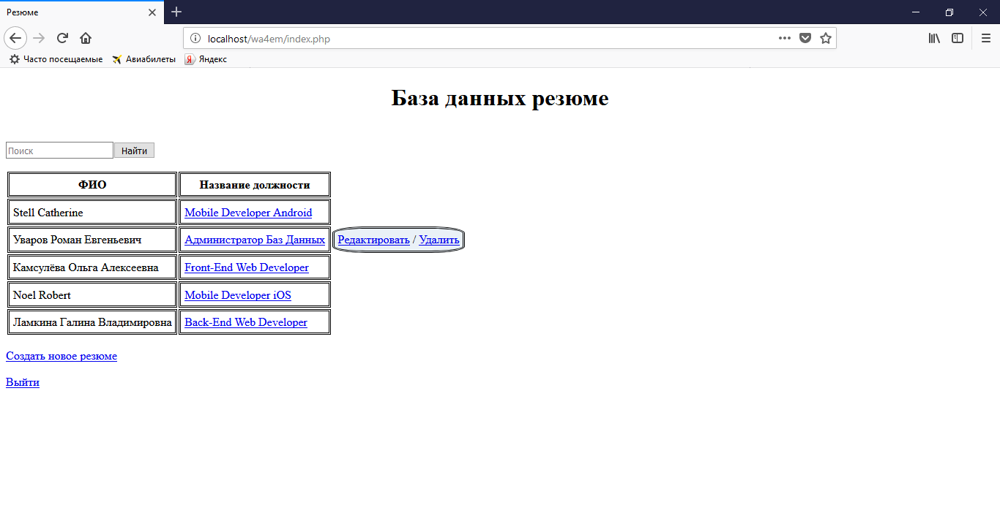 Резюме
localhost/wa4em/index.php
Часто посещаемые Авиабилеты Яндекс
База данных резюме
Поиск Найти
ФИО Название должности
Stell Catherine Mobile Developer Android
Уваров Роман Евгеньевич Администратор Баз Данных Редактировать / Удалить
Камсулёва Ольга Алексеевна Front-End Web Developer
Noel Robert Mobile Developer iOS
Ламкина Галина Владимировна Back-End Web Developer
Создать новое резюме
Выйти